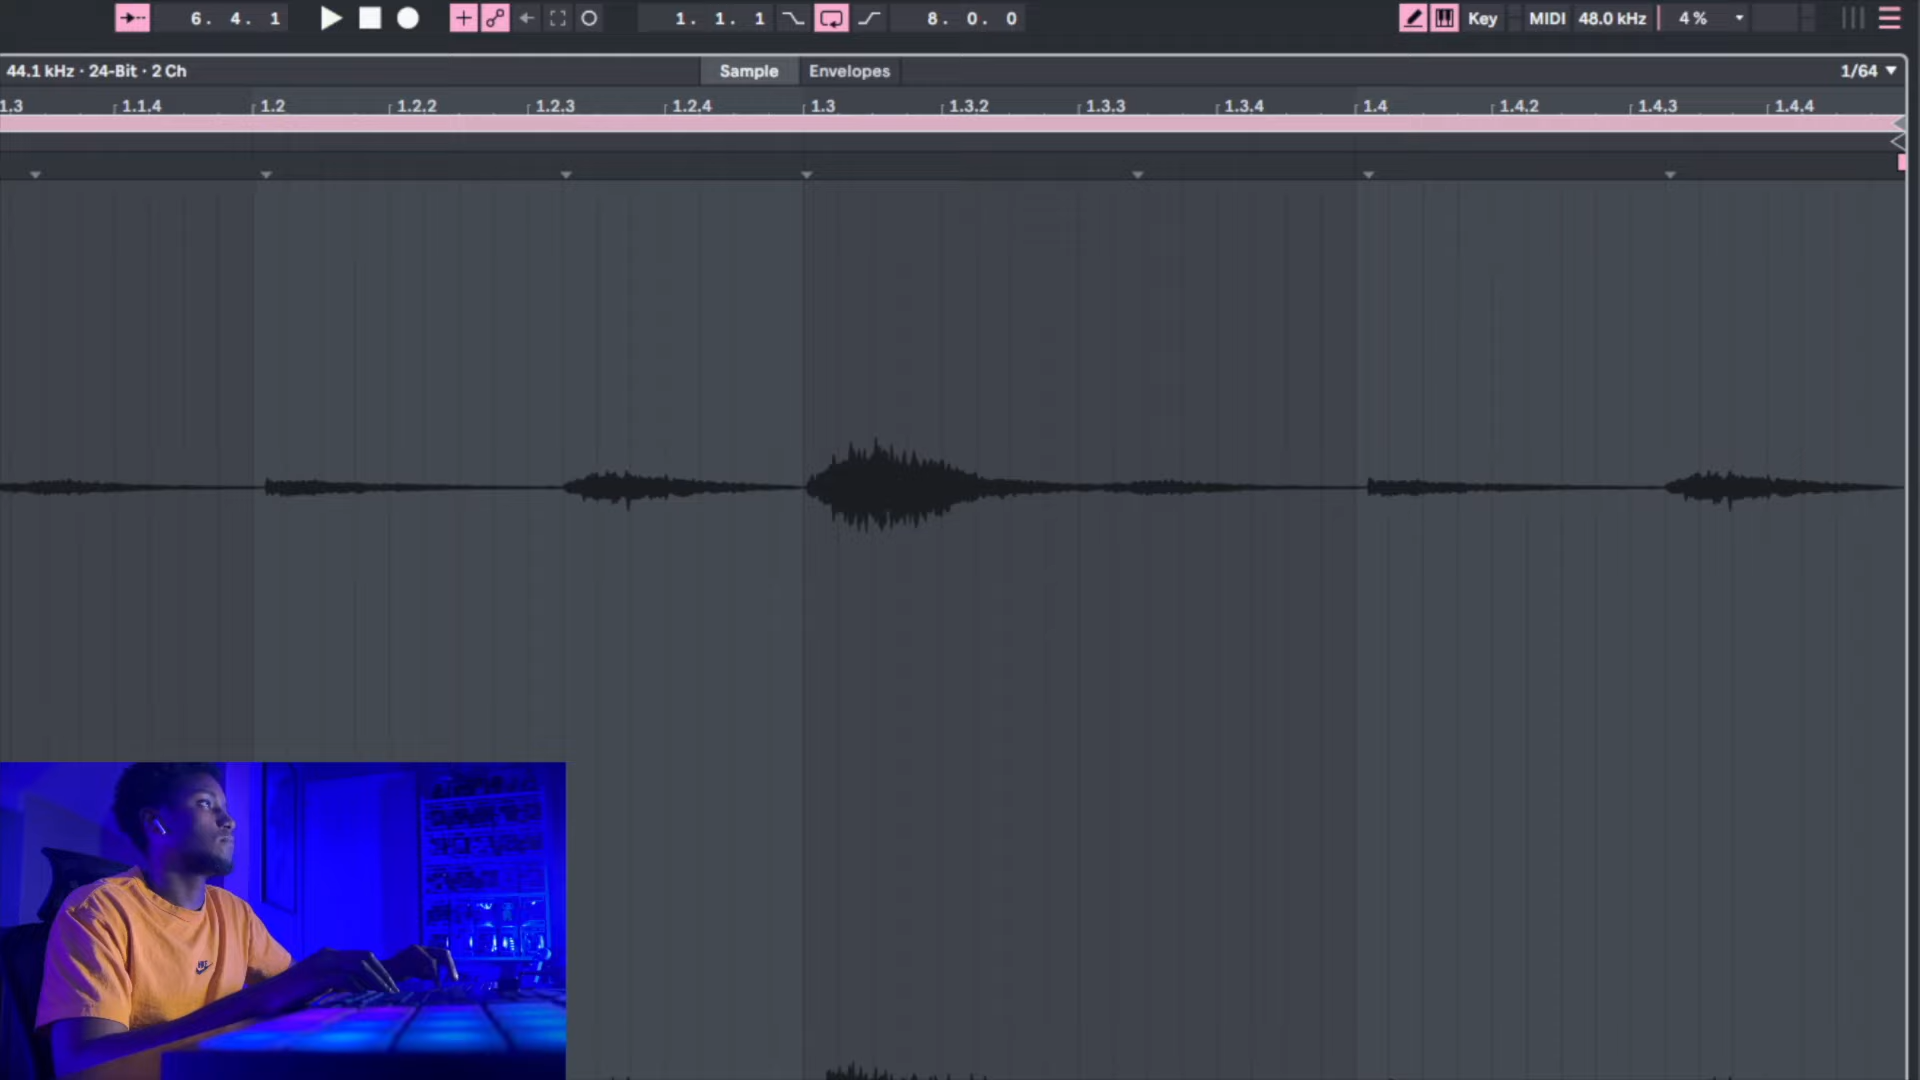 6. 4. 1
1. 1. 1
8. 0. 0
Key
MIDI
48.0 kHz
4 %
44.1 kHz · 24-Bit · 2 Ch
Sample
Envelopes
1/64
1.3
1.1.4
1.2
1.2.2
1.2.3
1.2.4
1.3
1.3.2
1.3.3
1.3.4
1.4
1.4.2
1.4.3
1.4.4